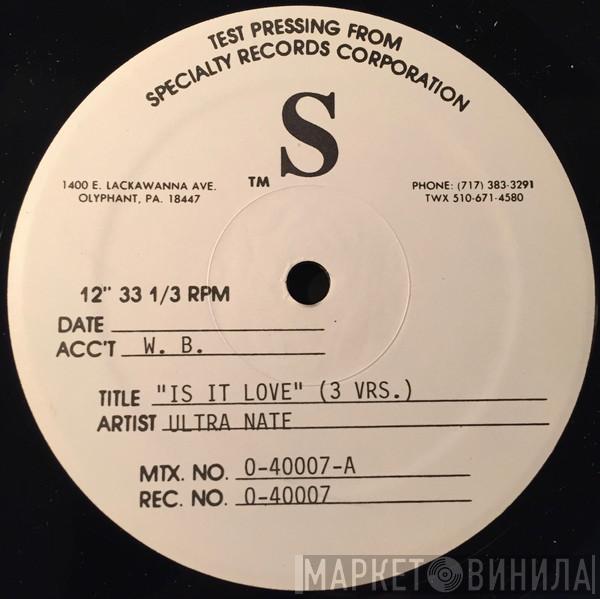 TEST PRESSING FROM
SPECIALTY RECORDS CORPORATION
S
TM
1400 E. LACKAWANNA AVE.
OLYPHANT, PA. 18447
PHONE: (717) 383-3291
TWX 510-671-4580
12" 33 1/3 RPM
DATE
ACC'T W. B.
TITLE "IS IT LOVE" (3 VRS.)
ARTIST ULTRA NATE
MTX. NO. 0-40007-A
REC. NO. 0-40007
МАРКЕТ ВИНИЛА